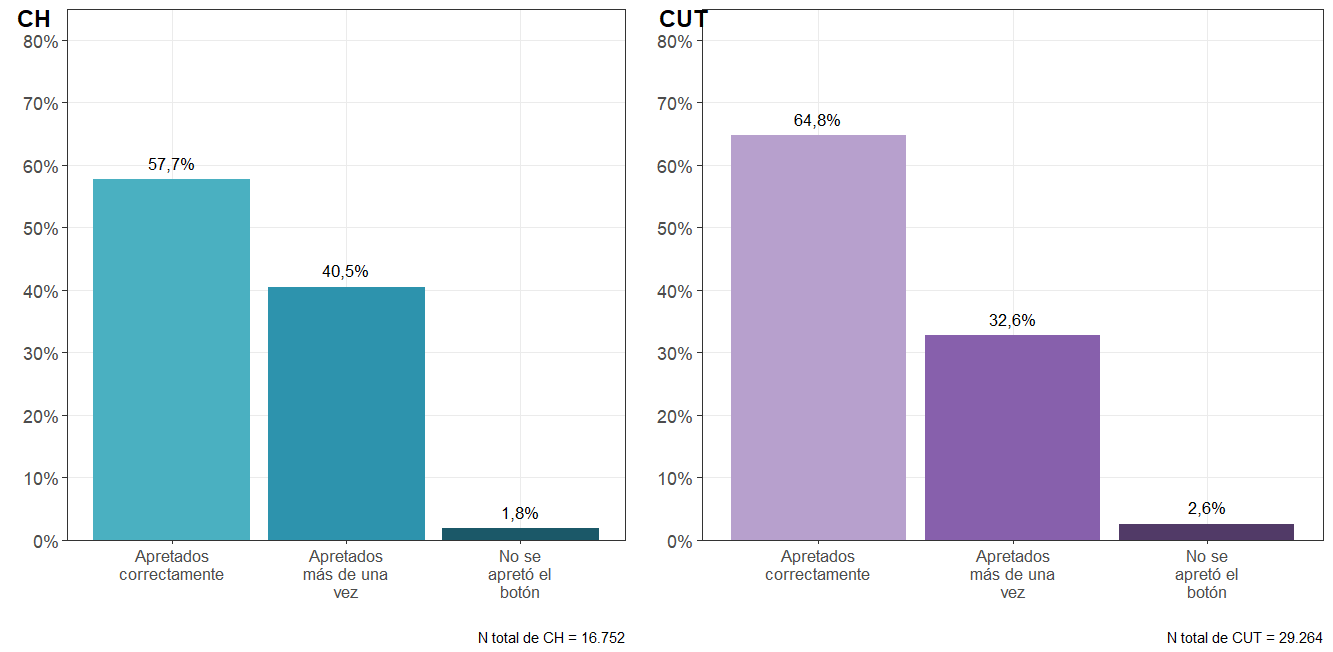 CH
80%
70%
60%
50%
40%
30%
20%
10%
0%
57,7%
40,5%
1,8%
Apretados
correctamente
Apretados
más de una
vez
No se
apretó el
botón
N total de CH = 16.752
CUT
80%
70%
60%
50%
40%
30%
20%
10%
0%
64,8%
32,6%
2,6%
Apretados
correctamente
Apretados
más de una
vez
No se
apretó el
botón
N total de CUT = 29.264